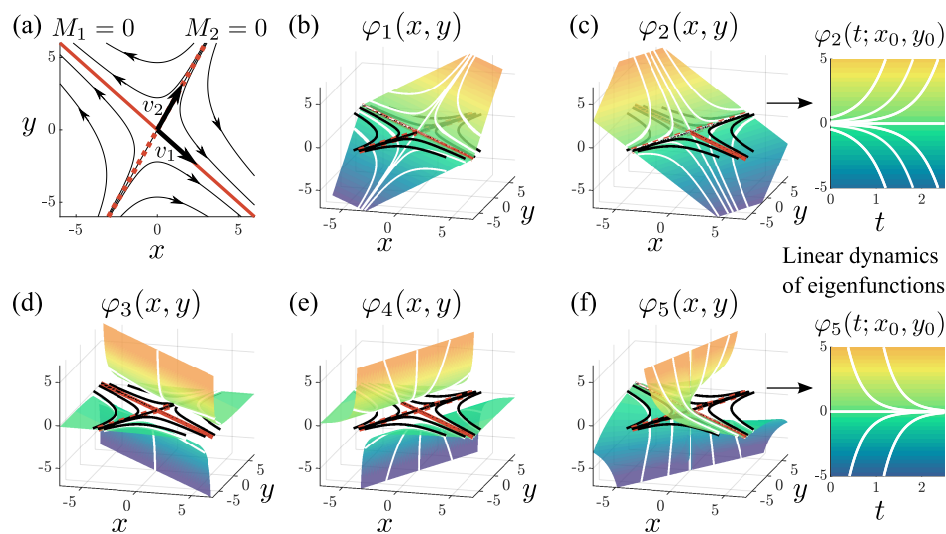 (a) M₁ = 0 M₂ = 0
5
y 0
-5
v₂
v₁
-5 0 5
x
(b) φ₁(x, y)
5
0
-5
-5 0 5
x
-5 0 5
y
(c) φ₂(x, y)
5
0
-5
-5 0 5
x
-5 0 5
y
φ₂(t; x₀, y₀)
5
0
-5
0 1 2
t
Linear dynamics
of eigenfunctions
(d) φ₃(x, y)
5
0
-5
-5 0 5
x
-5 0 5
y
(e) φ₄(x, y)
5
0
-5
-5 0 5
x
-5 0 5
y
(f) φ₅(x, y)
5
0
-5
-5 0 5
x
-5 0 5
y
φ₅(t; x₀, y₀)
5
0
-5
0 1 2
t